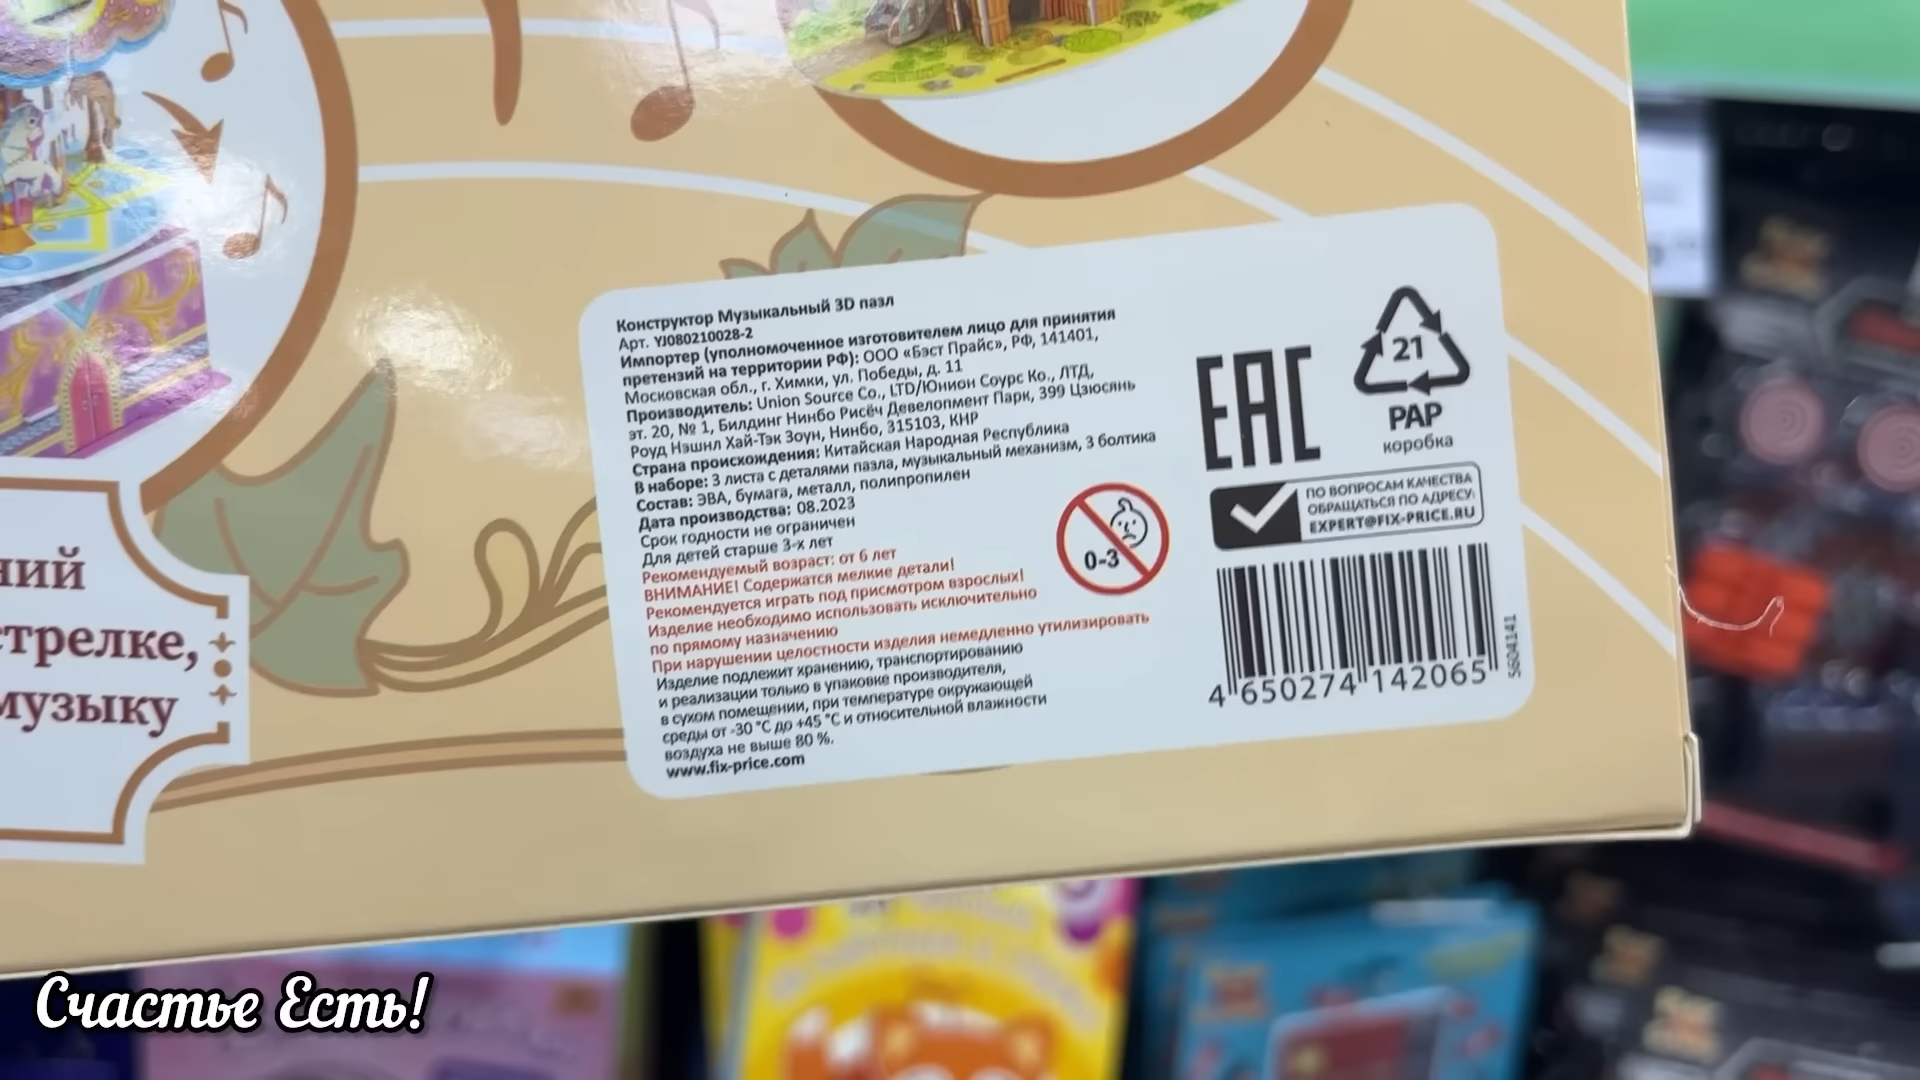 Конструктор Музыкальный 3D пазл
Арт. YJ080210028-2
Импортер (уполномоченное изготовителем лицо для принятия
претензий на территории РФ): ООО «Бэст Прайс», РФ, 141401,
Московская обл., г. Химки, ул. Победы, д. 11
Производитель: Union Source Co., LTD/Юнион Соурс Ко., ЛТД,
эт. 20, № 1, Билдинг Нинбо Рисёч Девелопмент Парк, 399 Цзюсянь
Роуд Нэшнл Хай-Тэк Зоун, Нинбо, 315103, КНР
Страна происхождения: Китайская Народная Республика
В наборе: 3 листа с деталями пазла, музыкальный механизм, 3 болтика
Состав: ЭВА, бумага, металл, полипропилен
Дата производства: 08.2023
Срок годности не ограничен
Для детей старше 3-х лет
Рекомендуемый возраст: от 6 лет
ВНИМАНИЕ! Содержатся мелкие детали!
Рекомендуется играть под присмотром взрослых!
Изделие необходимо использовать исключительно
по прямому назначению
При нарушении целостности изделия немедленно утилизировать
Изделие подлежит хранению, транспортированию
и реализации только в упаковке производителя,
в сухом помещении, при температуре окружающей
среды от -30 °C до +45 °C и относительной влажности
воздуха не выше 80 %.
www.fix-price.com
0-3
EAC
21
PAP
коробка
ПО ВОПРОСАМ КАЧЕСТВА
ОБРАЩАТЬСЯ ПО АДРЕСУ:
EXPERT@FIX-PRICE.RU
4 650274 142065
5604141
ний
стрелке,
музыку
Счастье Есть!